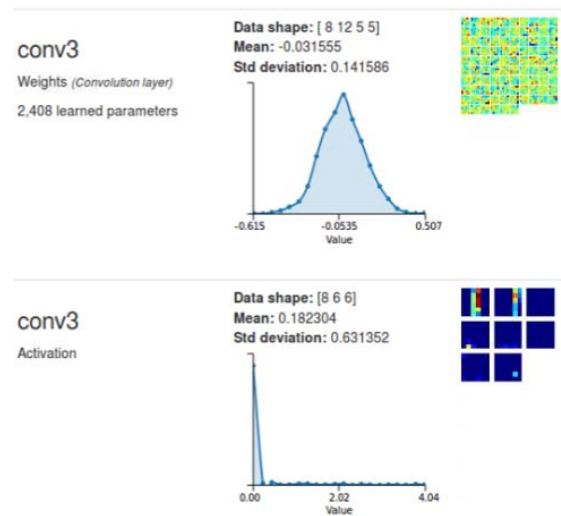 conv3
Weights (Convolution layer)
2,408 learned parameters
Data shape: [ 8 12 5 5]
Mean: -0.031555
Std deviation: 0.141586
-0.615 -0.0535 0.507
Value
conv3
Activation
Data shape: [8 6 6]
Mean: 0.182304
Std deviation: 0.631352
0.00 2.02 4.04
Value